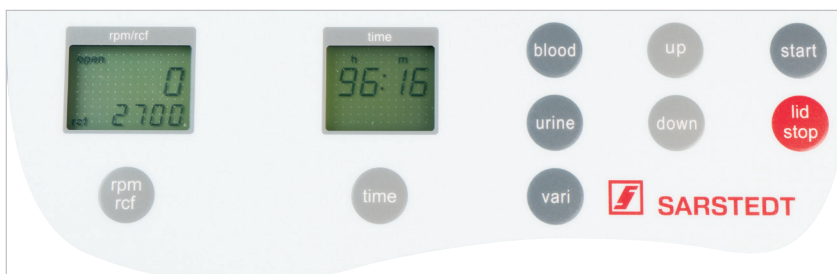 rpm/rcf
open
0
rcf 2700.
rpm
rcf
time
h m
96:16
time
blood
urine
vari
up
down
start
lid
stop
SARSTEDT